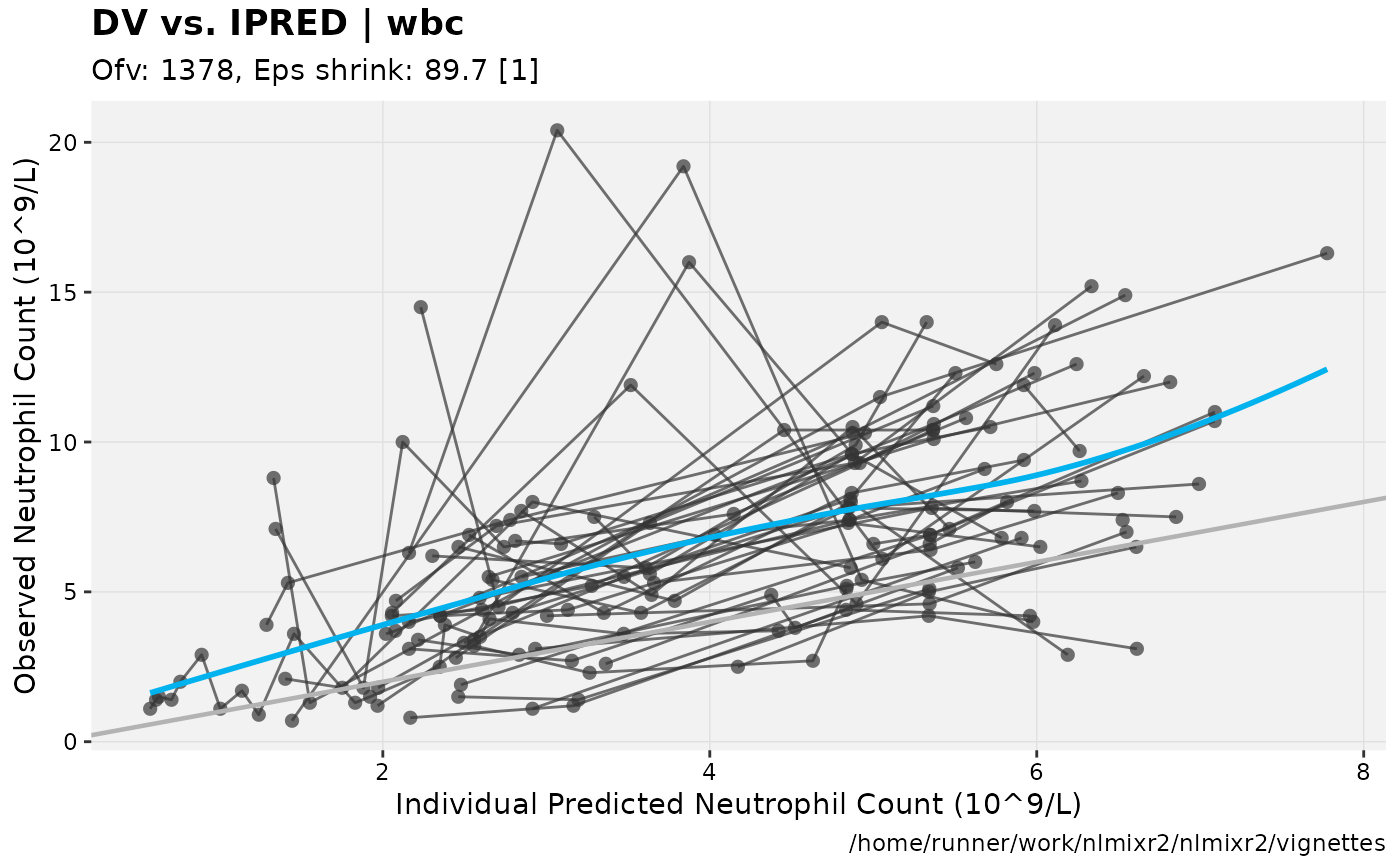 DV vs. IPRED | wbc
Ofv: 1378, Eps shrink: 89.7 [1]
Observed Neutrophil Count (10^9/L)
20
15
10
5
0
2 4 6 8
Individual Predicted Neutrophil Count (10^9/L)
/home/runner/work/nlmixr2/nlmixr2/vignettes